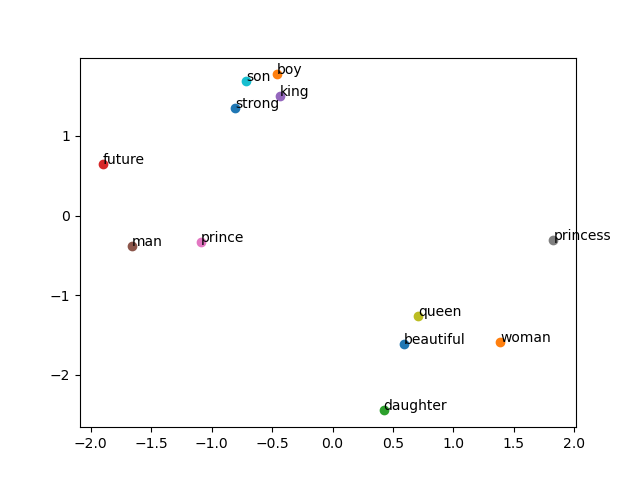 boy
son
king
strong
1
future
0
princess
prince
man
−1
queen
woman
beautiful
−2
daughter
−2.0 −1.5 −1.0 −0.5 0.0 0.5 1.0 1.5 2.0